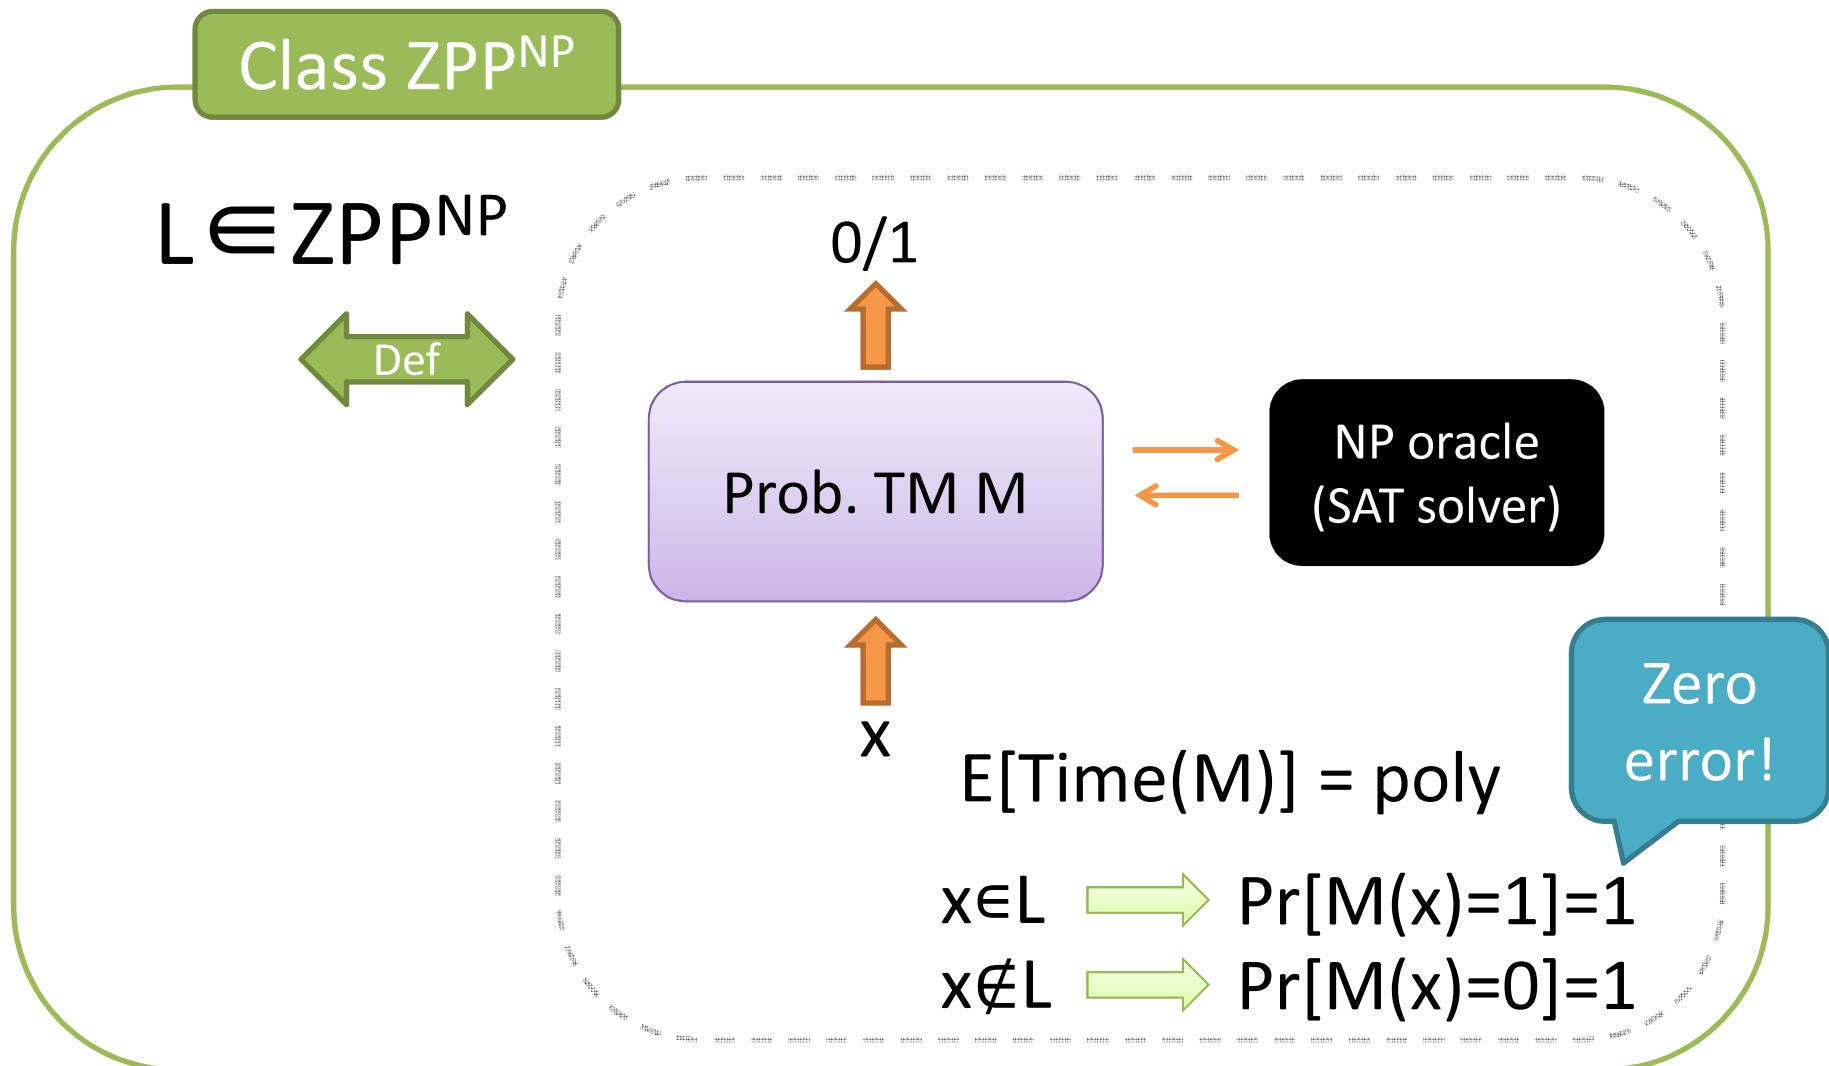 Class ZPP^NP
L∈ZPP^NP
Def
0/1
Prob. TM M
NP oracle
(SAT solver)
x
Zero
error!
E[Time(M)] = poly
x∈L Pr[M(x)=1]=1
x∉L Pr[M(x)=0]=1